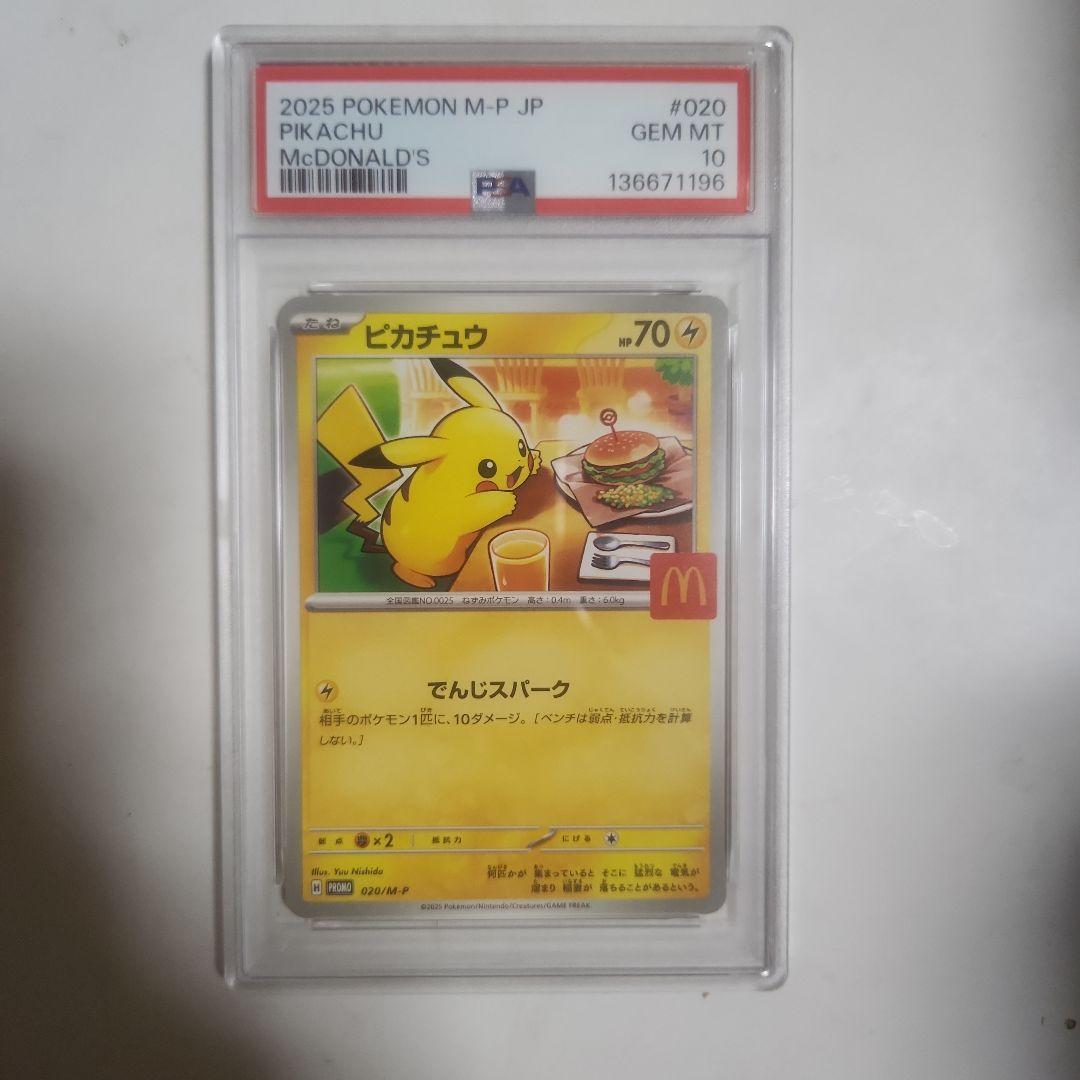 2025 POKEMON M-P JP #020
PIKACHU GEM MT
McDONALD'S 10
PSA 136671196
たね ピカチュウ HP70
全国図鑑NO.0025 ねずみポケモン 高さ:0.4m 重さ:6.0kg
でんじスパーク
相手のポケモン1匹に、10ダメージ。[ベンチは弱点・抵抗力を計算
しない。]
弱点 ×2 抵抗力 にげる
Illus. Yuu Nishida
何匹かが 集まっていると そこに 猛烈な 電気が
H PROMO 020/M-P
溜まり 稲妻が 落ちることがあるという。
©2025 Pokémon/Nintendo/Creatures/GAME FREAK.